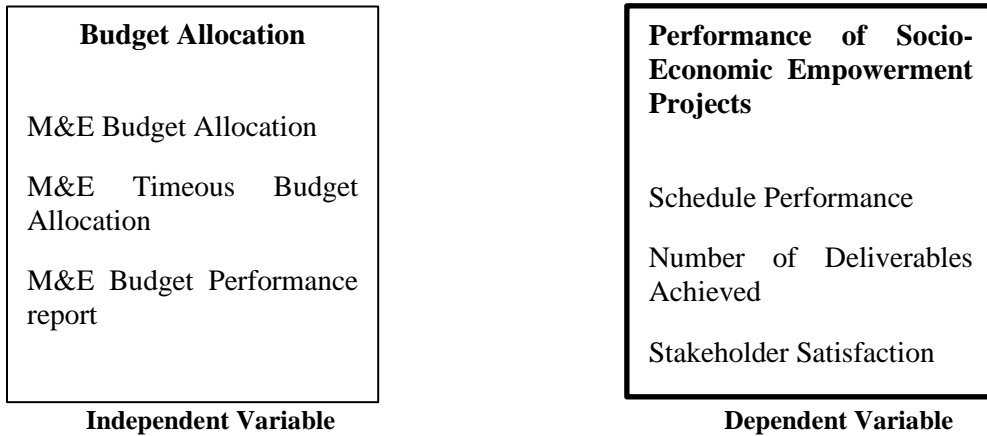 Budget Allocation
M&E Budget Allocation
M&E Timeous Budget
Allocation
M&E Budget Performance
report
Independent Variable
Performance of Socio-
Economic Empowerment
Projects
Schedule Performance
Number of Deliverables
Achieved
Stakeholder Satisfaction
Dependent Variable